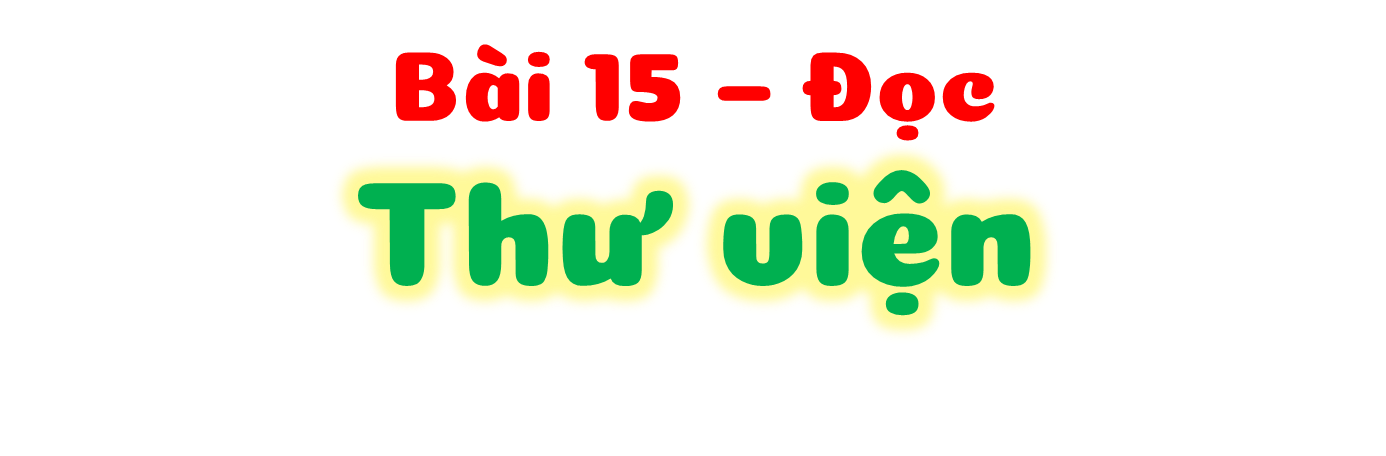 Bài 15 – Đọc
Thư viện